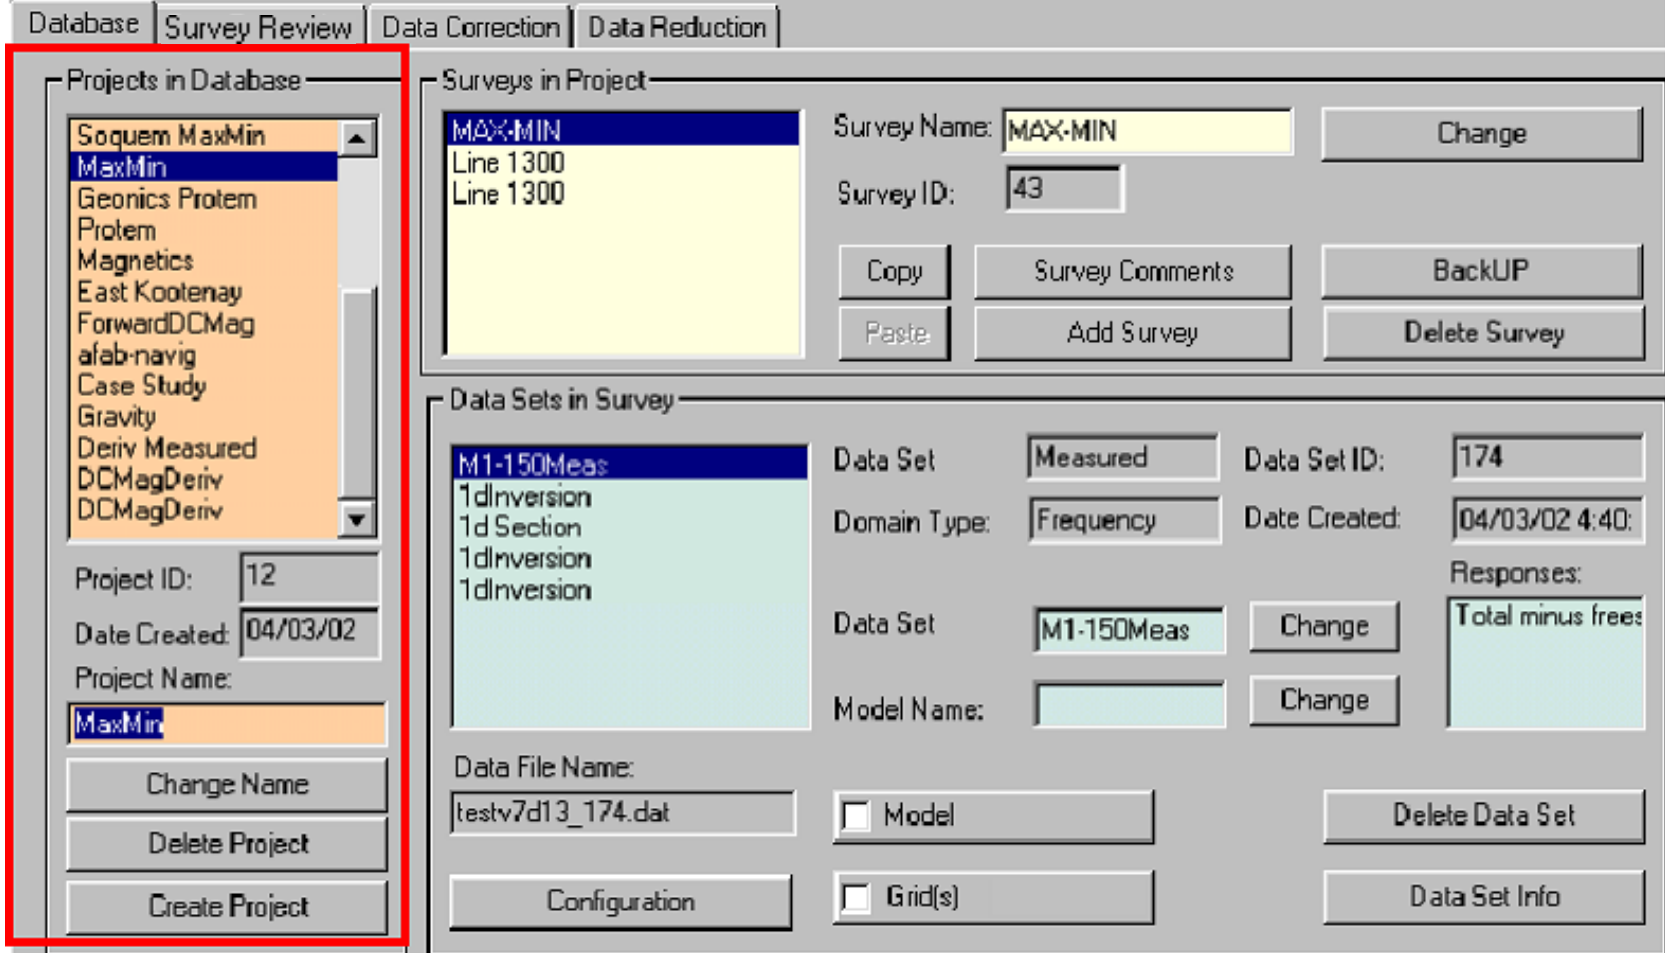 Database
Survey Review
Data Correction
Data Reduction
Projects in Database
Soquem MaxMin
MaxMin
Geonics Protem
Protem
Magnetics
East Kootenay
ForwardDCMag
afab-navig
Case Study
Gravity
Deriv Measured
DCMagDeriv
DCMagDeriv
Project ID: 12
Date Created: 04/03/02
Project Name:
MaxMin
Change Name
Delete Project
Create Project
Surveys in Project
MAX-MIN
Line 1300
Line 1300
Survey Name: MAX-MIN
Change
Survey ID: 43
Copy
Survey Comments
BackUP
Paste
Add Survey
Delete Survey
Data Sets in Survey
M1-150Meas
1dInversion
1d Section
1dInversion
1dInversion
Data Set Measured
Data Set ID: 174
Domain Type: Frequency
Date Created: 04/03/02 4:40:
Responses:
Total minus frees
Data Set M1-150Meas
Change
Model Name:
Change
Data File Name:
testv7d13_174.dat
Model
Delete Data Set
Configuration
Grid(s)
Data Set Info